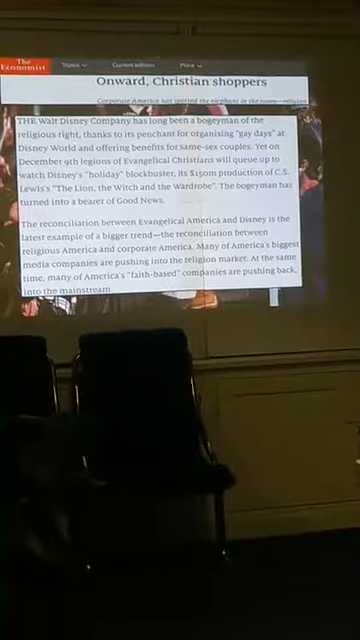 The
Economist
Topics
Current edition
More
Onward, Christian shoppers
Corporate America has spotted the elephant in the room—religion
THE Walt Disney Company has long been a bogeyman of the
religious right, thanks to its penchant for organising "gay days" at
Disney World and offering benefits for same-sex couples. Yet on
December 9th legions of Evangelical Christians will queue up to
watch Disney's "holiday" blockbuster, its $150m production of C.S.
Lewis's "The Lion, the Witch and the Wardrobe". The bogeyman has
turned into a bearer of Good News.
The reconciliation between Evangelical America and Disney is the
latest example of a bigger trend—the reconciliation between
religious America and corporate America. Many of America's biggest
media companies are pushing into the religion market. At the same
time, many of America's "faith-based" companies are pushing back,
into the mainstream.